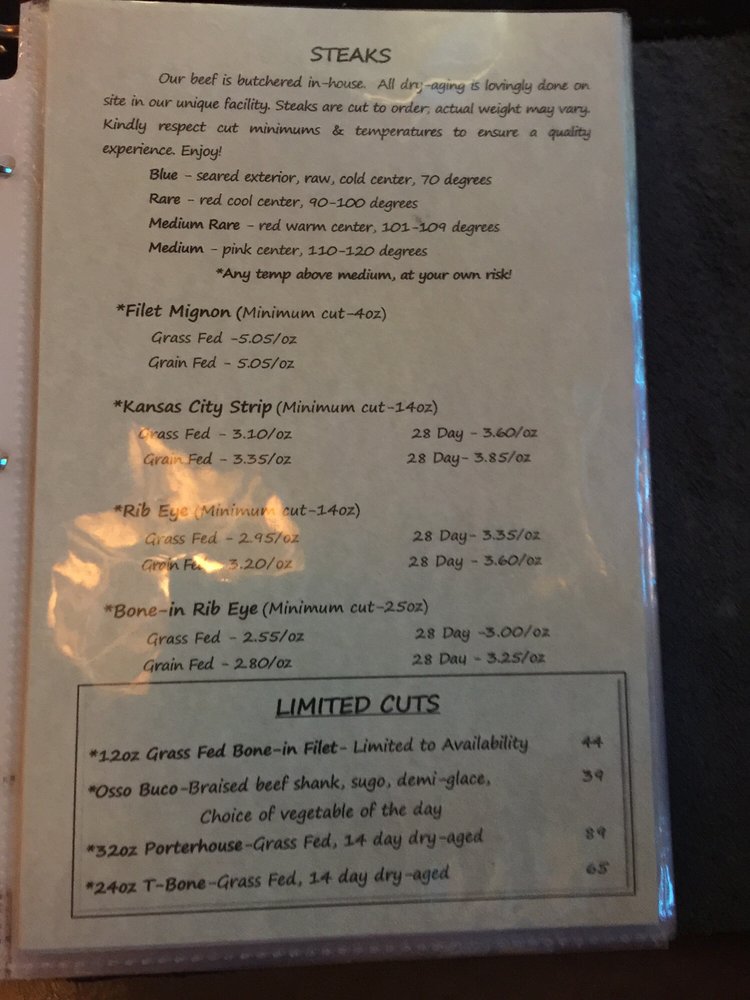 STEAKS
Our beef is butchered in-house. All dry-aging is lovingly done on
site in our unique facility. Steaks are cut to order; actual weight may vary.
Kindly respect cut minimums & temperatures to ensure a quality
experience. Enjoy!
Blue - seared exterior, raw, cold center, 70 degrees
Rare - red cool center, 90-100 degrees
Medium Rare - red warm center, 101-109 degrees
Medium - pink center, 110-120 degrees
*Any temp above medium, at your own risk!
*Filet Mignon (Minimum cut-4oz)
Grass Fed -5.05/oz
Grain Fed - 5.05/oz
*Kansas City Strip (Minimum cut-14oz)
Grass Fed - 3.10/oz 28 Day - 3.60/oz
Grain Fed - 3.35/oz 28 Day- 3.85/oz
*Rib Eye (Minimum cut-14oz)
Grass Fed - 2.95/oz 28 Day- 3.35/oz
Grain Fed - 3.20/oz 28 Day - 3.60/oz
*Bone-in Rib Eye (Minimum cut-25oz)
Grass Fed - 2.55/oz 28 Day -3.00/oz
Grain Fed - 2.80/oz 28 Day - 3.25/oz
LIMITED CUTS
*12oz Grass Fed Bone-in Filet- Limited to Availability 44
*Osso Buco-Braised beef shank, sugo, demi-glace, 39
Choice of vegetable of the day
*32oz Porterhouse-Grass Fed, 14 day dry-aged 89
*24oz T-Bone-Grass Fed, 14 day dry-aged 65